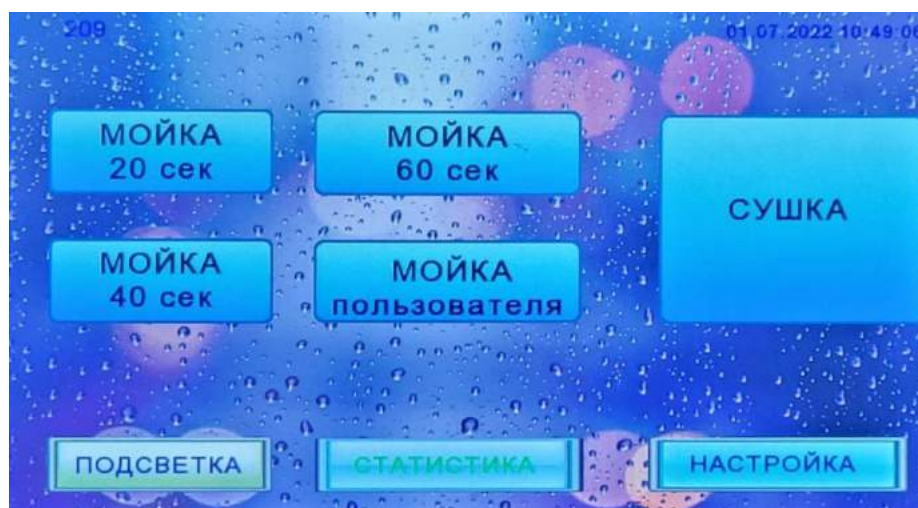 209
01.07.2022 10:49:06
МОЙКА
20 сек
МОЙКА
60 сек
СУШКА
МОЙКА
40 сек
МОЙКА
пользователя
ПОДСВЕТКА
СТАТИСТИКА
НАСТРОЙКА